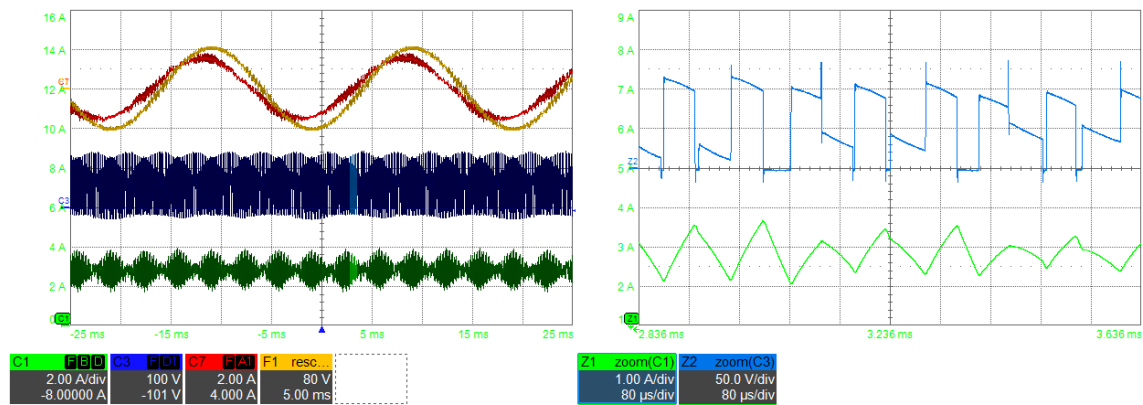 16 A
14 A
C7
12 A
10 A
8 A
C3
6 A
4 A
2 A
0 A
C1
-25 ms
-15 ms
-5 ms
5 ms
15 ms
25 ms
9 A
8 A
7 A
6 A
Z2
5 A
4 A
3 A
2 A
1 A
Z1
2.836 ms
3.236 ms
3.636 ms
C1 F B D
2.00 A/div
-8.00000 A
C3 F D1
100 V
-101 V
C7 F A1
2.00 A
4.000 A
F1 resc...
80 V
5.00 ms
Z1 zoom(C1)
1.00 A/div
80 µs/div
Z2 zoom(C3)
50.0 V/div
80 µs/div